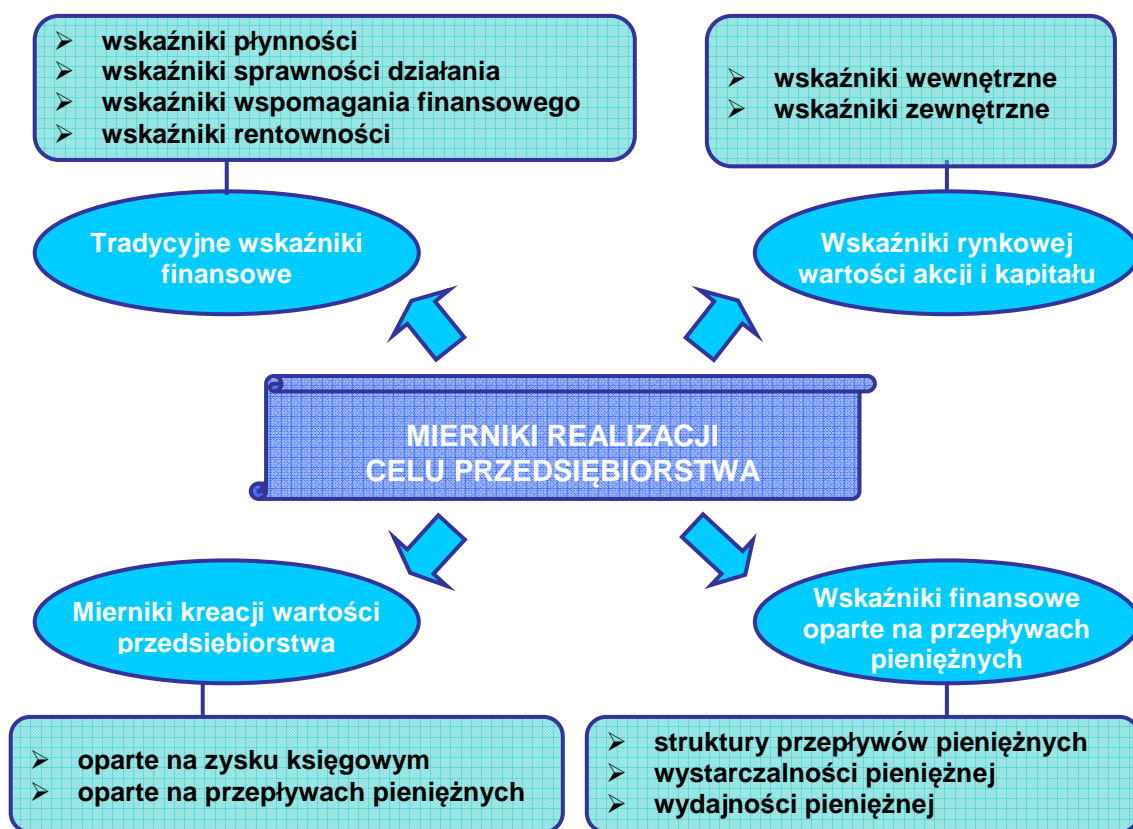 ➢ wskaźniki płynności
➢ wskaźniki sprawności działania
➢ wskaźniki wspomagania finansowego
➢ wskaźniki rentowności
➢ wskaźniki wewnętrzne
➢ wskaźniki zewnętrzne
Tradycyjne wskaźniki
finansowe
Wskaźniki rynkowej
wartości akcji i kapitału
MIERNIKI REALIZACJI
CELU PRZEDSIĘBIORSTWA
Mierniki kreacji wartości
przedsiębiorstwa
Wskaźniki finansowe
oparte na przepływach
pieniężnych
➢ oparte na zysku księgowym
➢ oparte na przepływach pieniężnych
➢ struktury przepływów pieniężnych
➢ wystarczalności pieniężnej
➢ wydajności pieniężnej